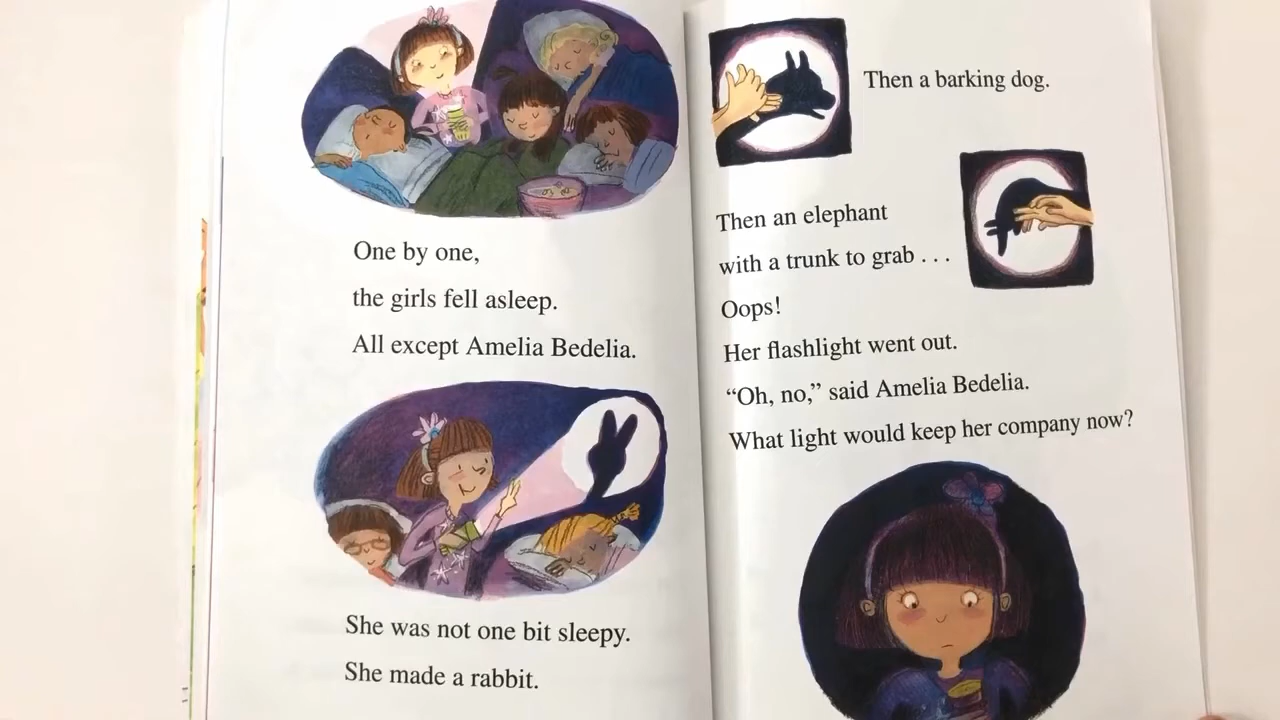 One by one,
the girls fell asleep.
All except Amelia Bedelia.
She was not one bit sleepy.
She made a rabbit.
Then a barking dog.
Then an elephant
with a trunk to grab . . .
Oops!
Her flashlight went out.
“Oh, no,” said Amelia Bedelia.
What light would keep her company now?